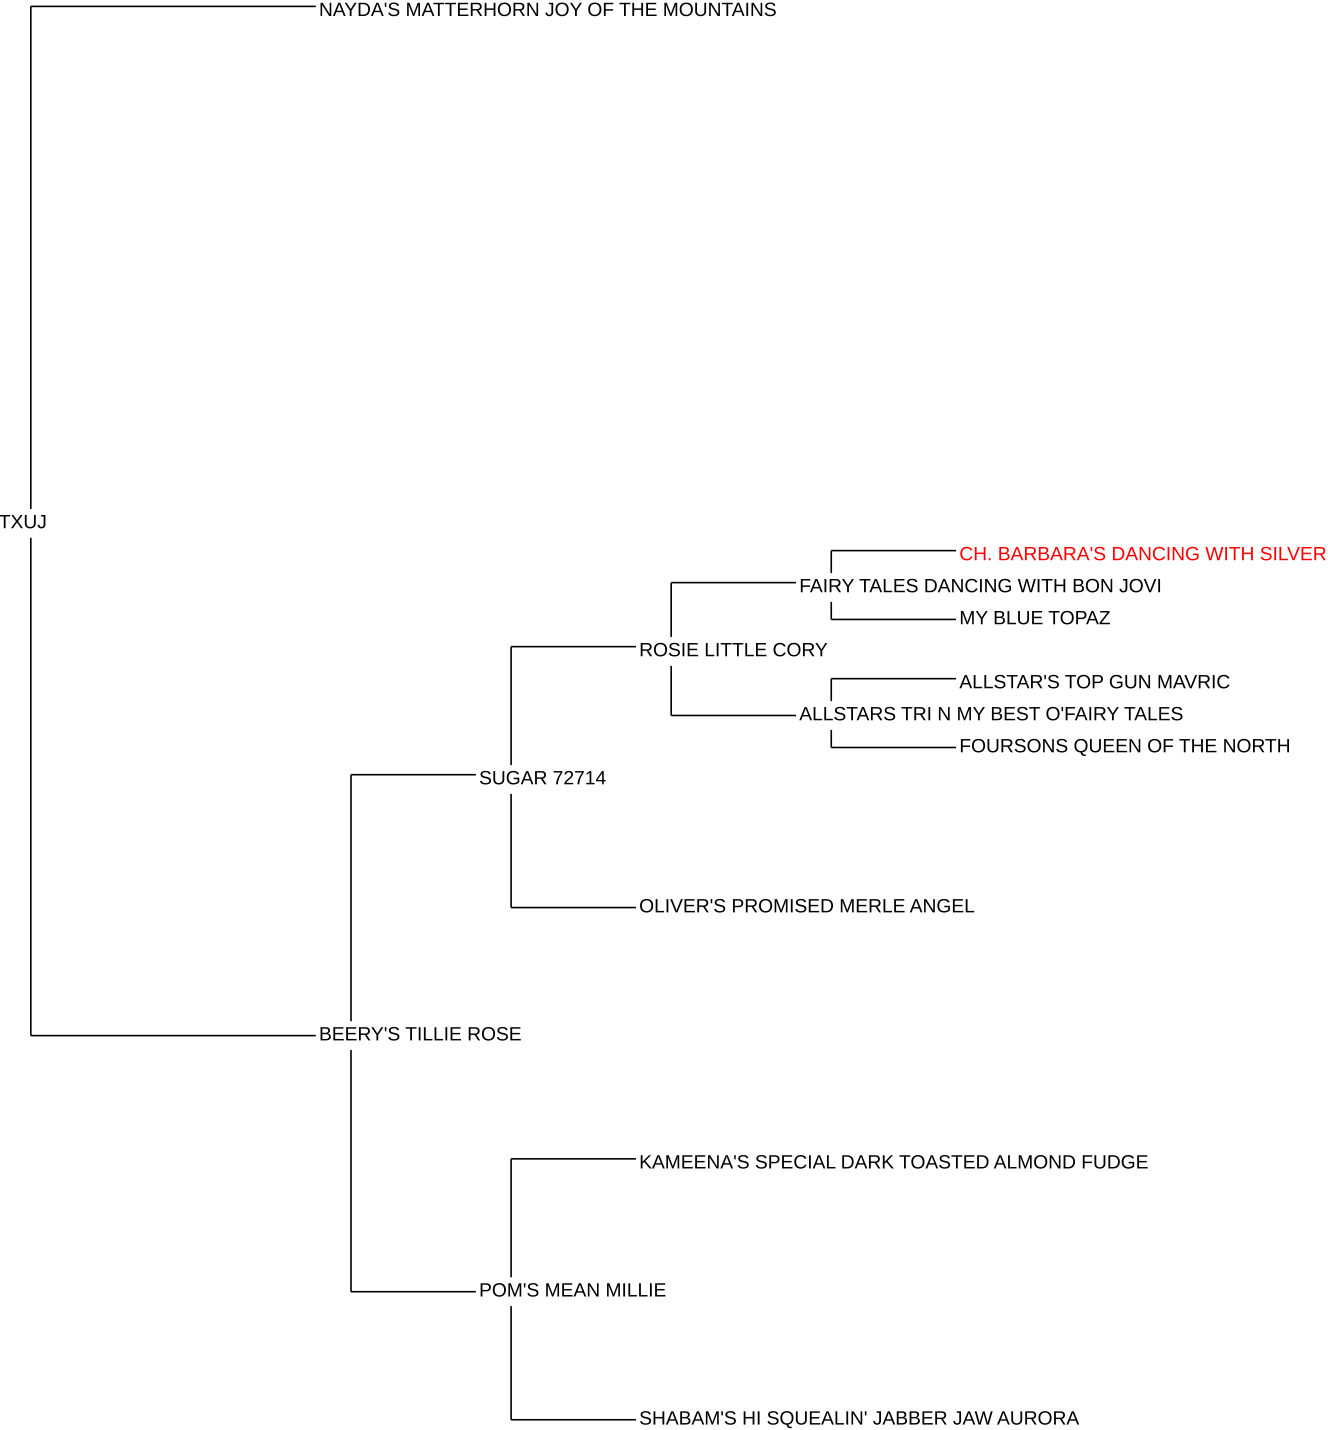 NAYDA'S MATTERHORN JOY OF THE MOUNTAINS
TXUJ
CH. BARBARA'S DANCING WITH SILVER
FAIRY TALES DANCING WITH BON JOVI
MY BLUE TOPAZ
ROSIE LITTLE CORY
ALLSTAR'S TOP GUN MAVRIC
ALLSTARS TRI N MY BEST O'FAIRY TALES
FOURSONS QUEEN OF THE NORTH
SUGAR 72714
OLIVER'S PROMISED MERLE ANGEL
BEERY'S TILLIE ROSE
KAMEENA'S SPECIAL DARK TOASTED ALMOND FUDGE
POM'S MEAN MILLIE
SHABAM'S HI SQUEALIN' JABBER JAW AURORA